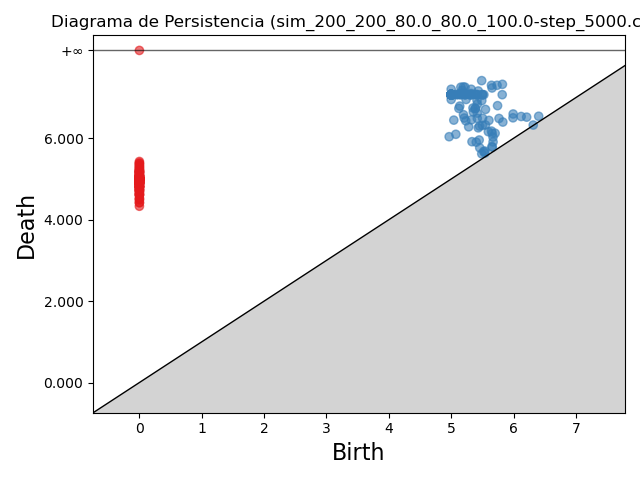 Diagrama de Persistencia (sim_200_200_80.0_80.0_100.0-step_5000.c
+∞
6.000
4.000
2.000
0.000
Death
0 1 2 3 4 5 6 7
Birth